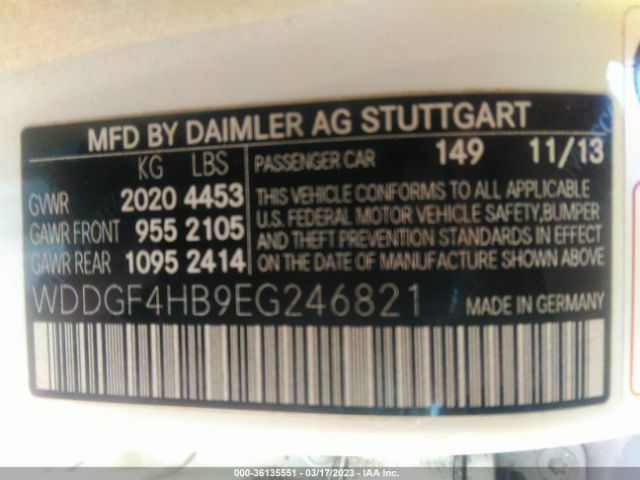 MFD BY DAIMLER AG STUTTGART
KG LBS
GVWR 2020 4453
GAWR FRONT 955 2105
GAWR REAR 1095 2414
PASSENGER CAR 149 11/13
THIS VEHICLE CONFORMS TO ALL APPLICABLE
U.S. FEDERAL MOTOR VEHICLE SAFETY,BUMPER
AND THEFT PREVENTION STANDARDS IN EFFECT
ON THE DATE OF MANUFACTURE SHOWN ABOVE
WDDGF4HB9EG246821 MADE IN GERMANY
000-36135551 — 03/17/2023 — IAA Inc.